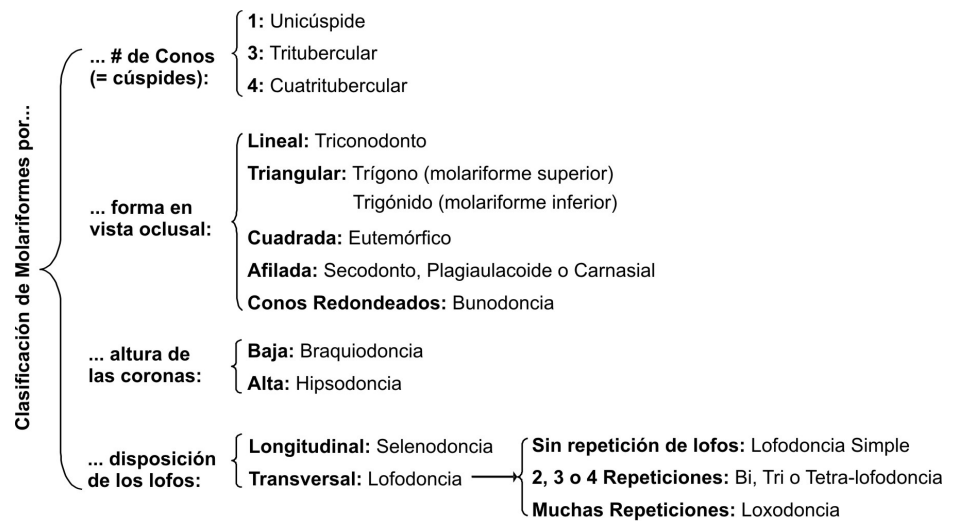 Clasificación de Molariformes por...
... # de Conos
(= cúspides):
1: Unicúspide
3: Tritubercular
4: Cuatritubercular
... forma en
vista oclusal:
Lineal: Triconodonto
Triangular: Trígono (molariforme superior)
Trigónido (molariforme inferior)
Cuadrada: Eutemórfico
Afilada: Secodonto, Plagiaulacoide o Carnasial
Conos Redondeados: Bunodoncia
... altura de
las coronas:
Baja: Braquiodoncia
Alta: Hipsodoncia
... disposición
de los lofos:
Longitudinal: Selenodoncia
Transversal: Lofodoncia
Sin repetición de lofos: Lofodoncia Simple
2, 3 o 4 Repeticiones: Bi, Tri o Tetra-lofodoncia
Muchas Repeticiones: Loxodoncia